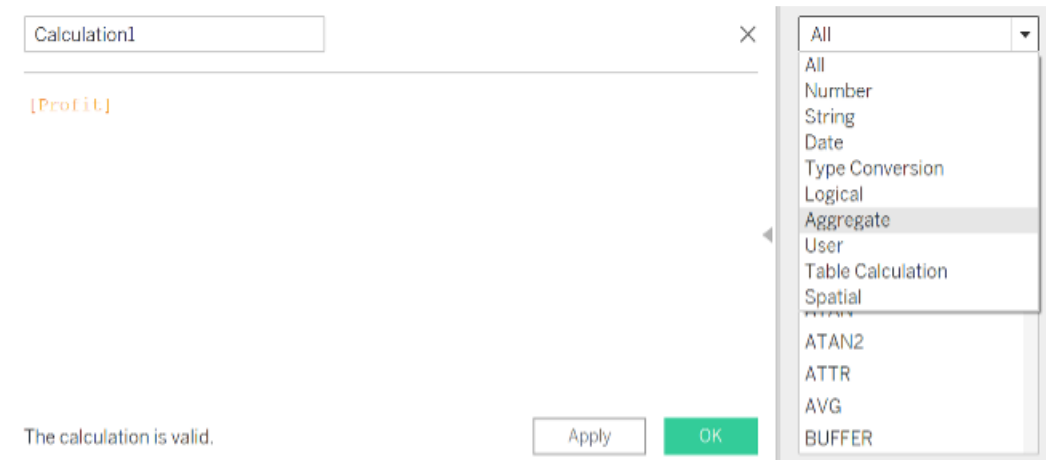 Calculation1
[Profit]
The calculation is valid.
Apply
OK
All
All
Number
String
Date
Type Conversion
Logical
Aggregate
User
Table Calculation
Spatial
ATAN2
ATTR
AVG
BUFFER